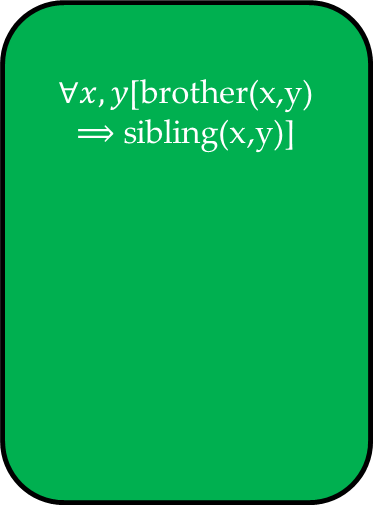 ∀𝑥, 𝑦[brother(x,y)
⟹ sibling(x,y)]